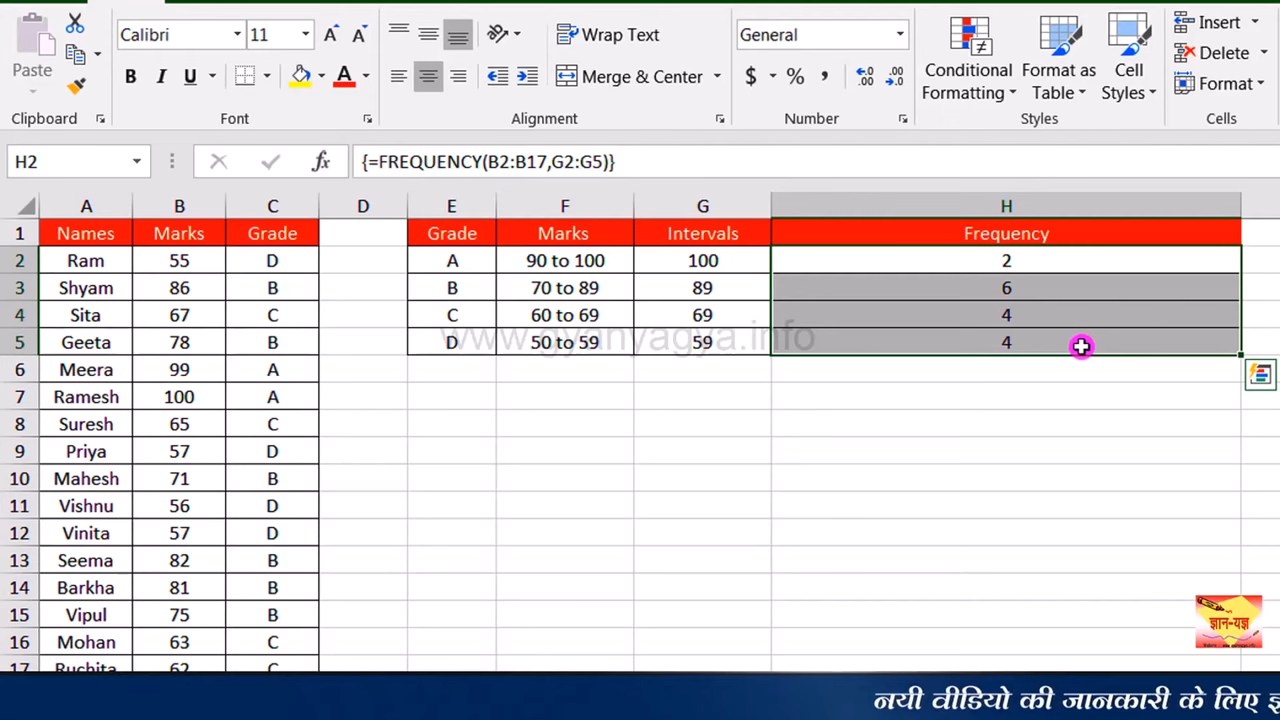 Calibri 11 Wrap Text General Insert
Paste B I U Merge & Center $ % , Conditional Formatting Format as Table Cell Styles Delete Format
Clipboard Font Alignment Number Styles Cells
H2 fx {=FREQUENCY(B2:B17,G2:G5)}
A B C D E F G H
1 Names Marks Grade Grade Marks Intervals Frequency
2 Ram 55 D A 90 to 100 100 2
3 Shyam 86 B B 70 to 89 89 6
4 Sita 67 C C 60 to 69 69 4
www.gyanyagya.info
5 Geeta 78 B D 50 to 59 59 4
6 Meera 99 A
7 Ramesh 100 A
8 Suresh 65 C
9 Priya 57 D
10 Mahesh 71 B
11 Vishnu 56 D
12 Vinita 57 D
13 Seema 82 B
14 Barkha 81 B
15 Vipul 75 B
ज्ञान-यज्ञ
16 Mohan 63 C
17 Ruchita 62 C
नयी वीडियो की जानकारी के लिए